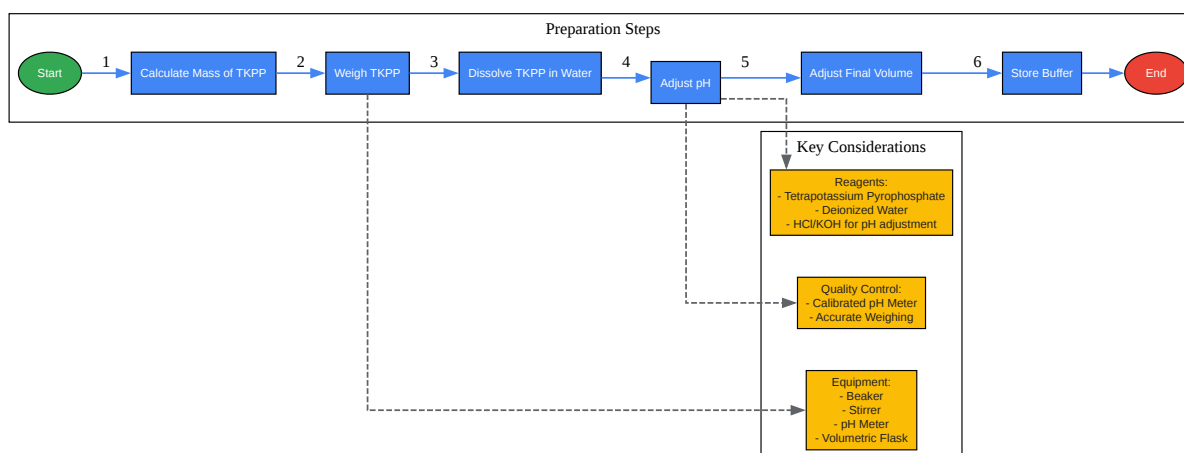 Preparation Steps
Start
1
Calculate Mass of TKPP
2
Weigh TKPP
3
Dissolve TKPP in Water
4
Adjust pH
5
Adjust Final Volume
6
Store Buffer
End
Key Considerations
Reagents:
- Tetrapotassium Pyrophosphate
- Deionized Water
- HCl/KOH for pH adjustment
Quality Control:
- Calibrated pH Meter
- Accurate Weighing
Equipment:
- Beaker
- Stirrer
- pH Meter
- Volumetric Flask